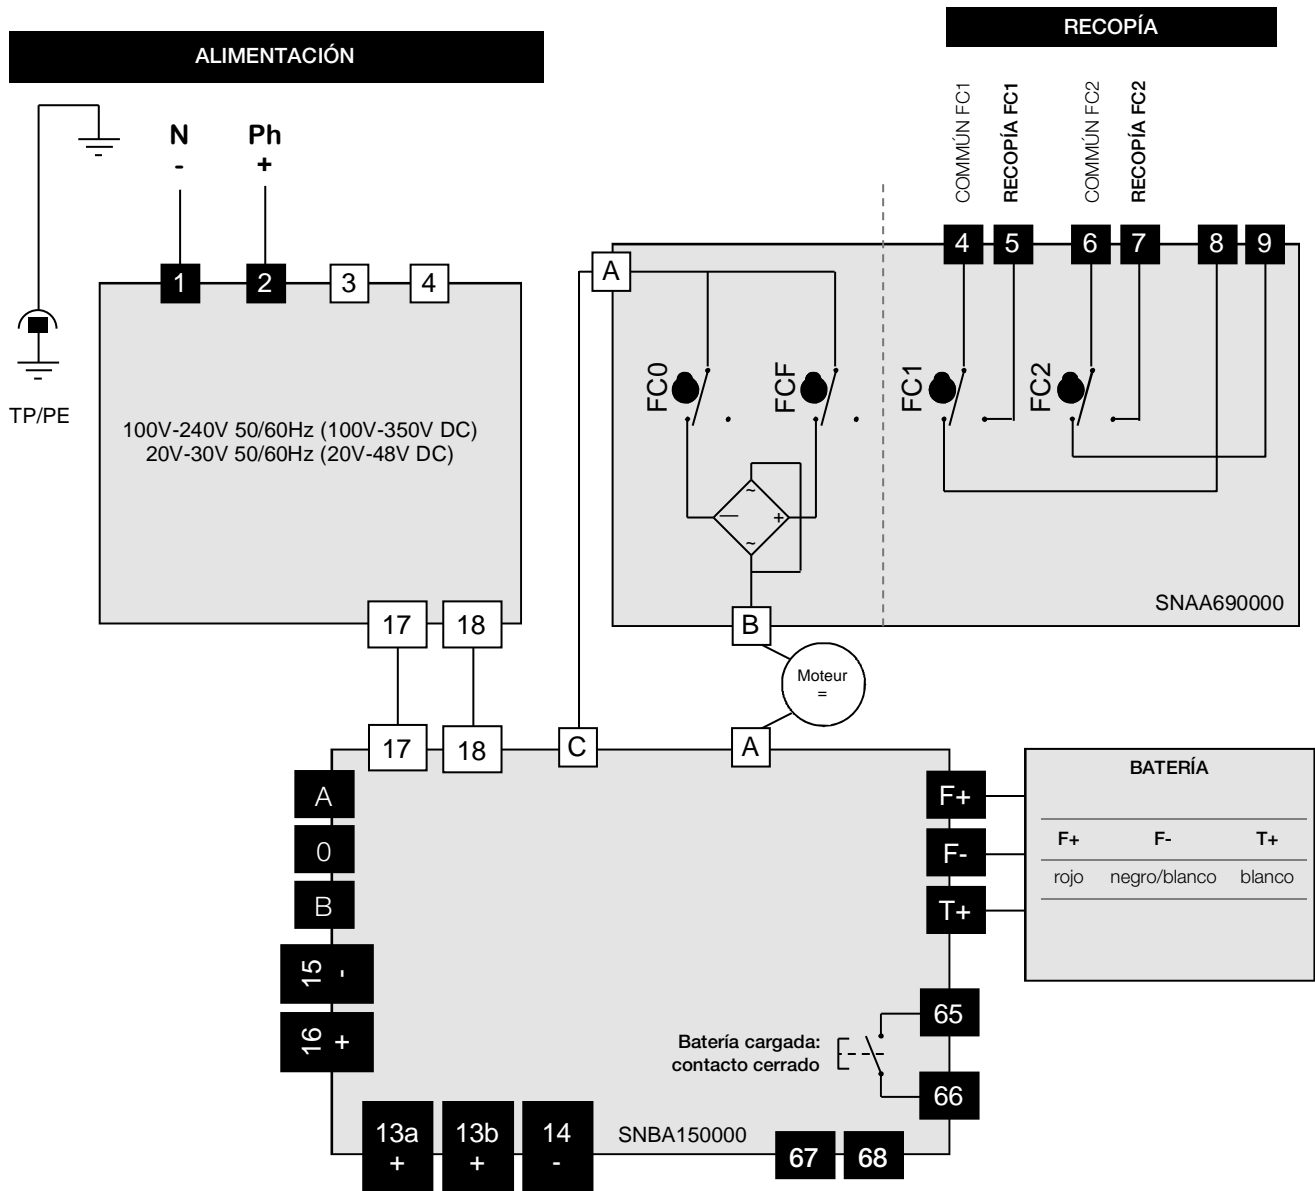 ALIMENTACIÓN
RECOPÍA
COMMÚN FC1
RECOPÍA FC1
COMMÚN FC2
RECOPÍA FC2
N
-
Ph
+
1
2
3
4
TP/PE
100V-240V 50/60Hz (100V-350V DC)
20V-30V 50/60Hz (20V-48V DC)
17
18
A
4
5
6
7
8
9
FC0
FCF
FC1
FC2
~
— +
~
SNAA690000
B
Moteur
=
17
18
C
A
A
0
B
15 -
16 +
F+
F-
T+
BATERÍA
F+ F- T+
rojo negro/blanco blanco
65
Batería cargada:
contacto cerrado
66
13a
+
13b
+
14
-
SNBA150000
67
68